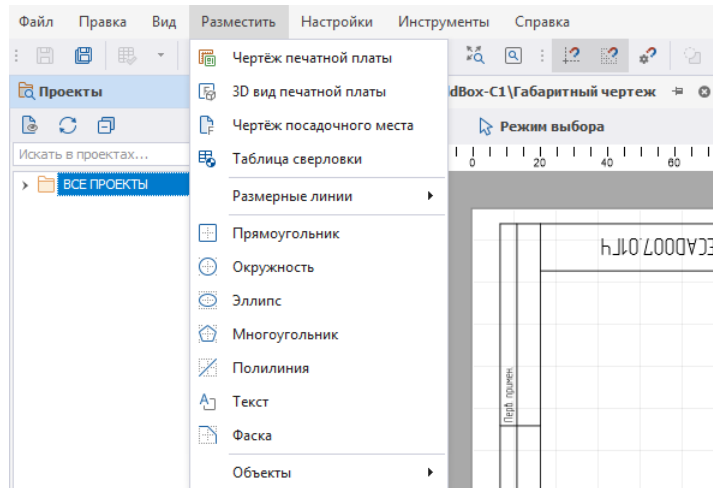 Файл Правка Вид Разместить Настройки Инструменты Справка
Проекты
Искать в проектах...
ВСЕ ПРОЕКТЫ
Чертёж печатной платы
3D вид печатной платы
Чертёж посадочного места
Таблица сверловки
Размерные линии
Прямоугольник
Окружность
Эллипс
Многоугольник
Полилиния
Текст
Фаска
Объекты
dBox-C1\Габаритный чертеж
Режим выбора
0 20 40 60
ECAD007.01ГЧ
Перв. примен.